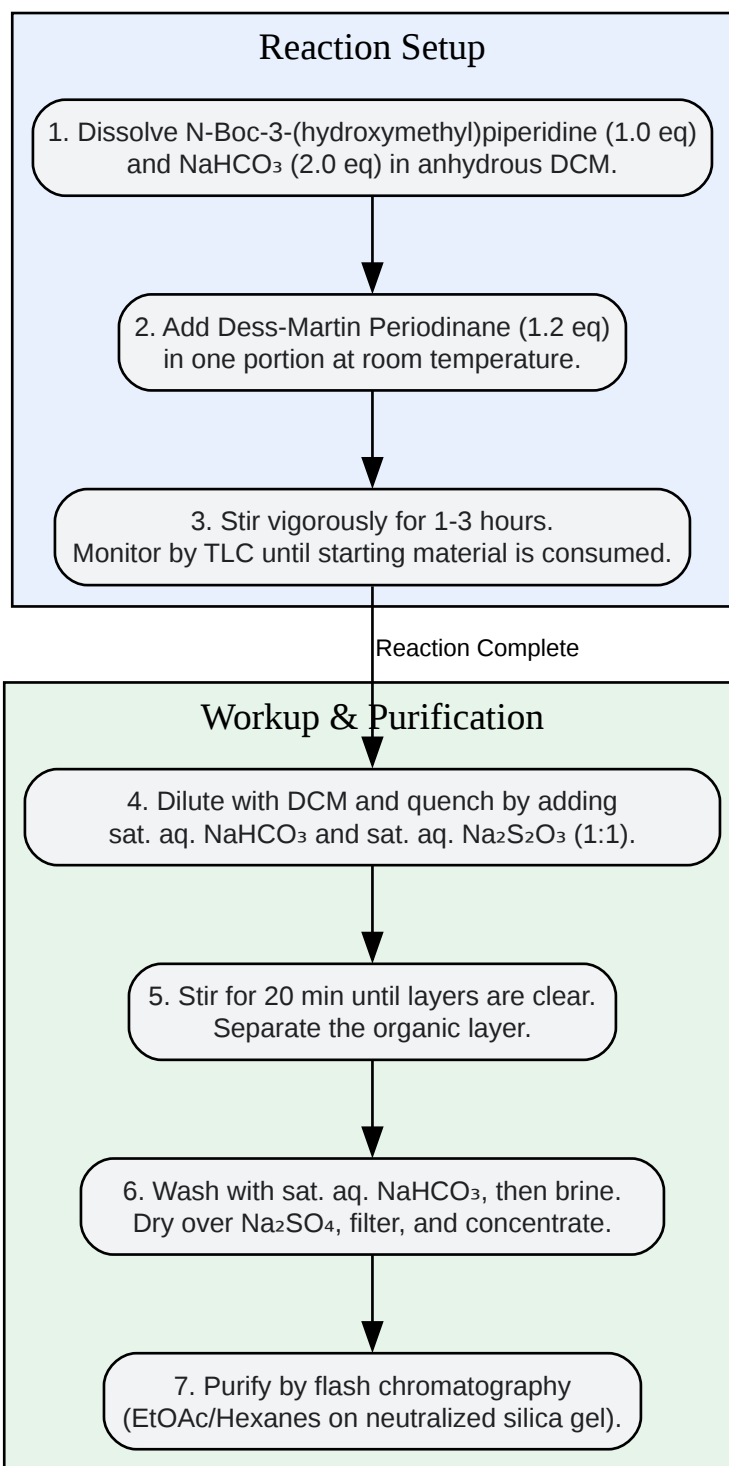 Reaction Setup
1. Dissolve N-Boc-3-(hydroxymethyl)piperidine (1.0 eq)
and NaHCO₃ (2.0 eq) in anhydrous DCM.
2. Add Dess-Martin Periodinane (1.2 eq)
in one portion at room temperature.
3. Stir vigorously for 1-3 hours.
Monitor by TLC until starting material is consumed.
Reaction Complete
Workup & Purification
4. Dilute with DCM and quench by adding
sat. aq. NaHCO₃ and sat. aq. Na₂S₂O₃ (1:1).
5. Stir for 20 min until layers are clear.
Separate the organic layer.
6. Wash with sat. aq. NaHCO₃, then brine.
Dry over Na₂SO₄, filter, and concentrate.
7. Purify by flash chromatography
(EtOAc/Hexanes on neutralized silica gel).